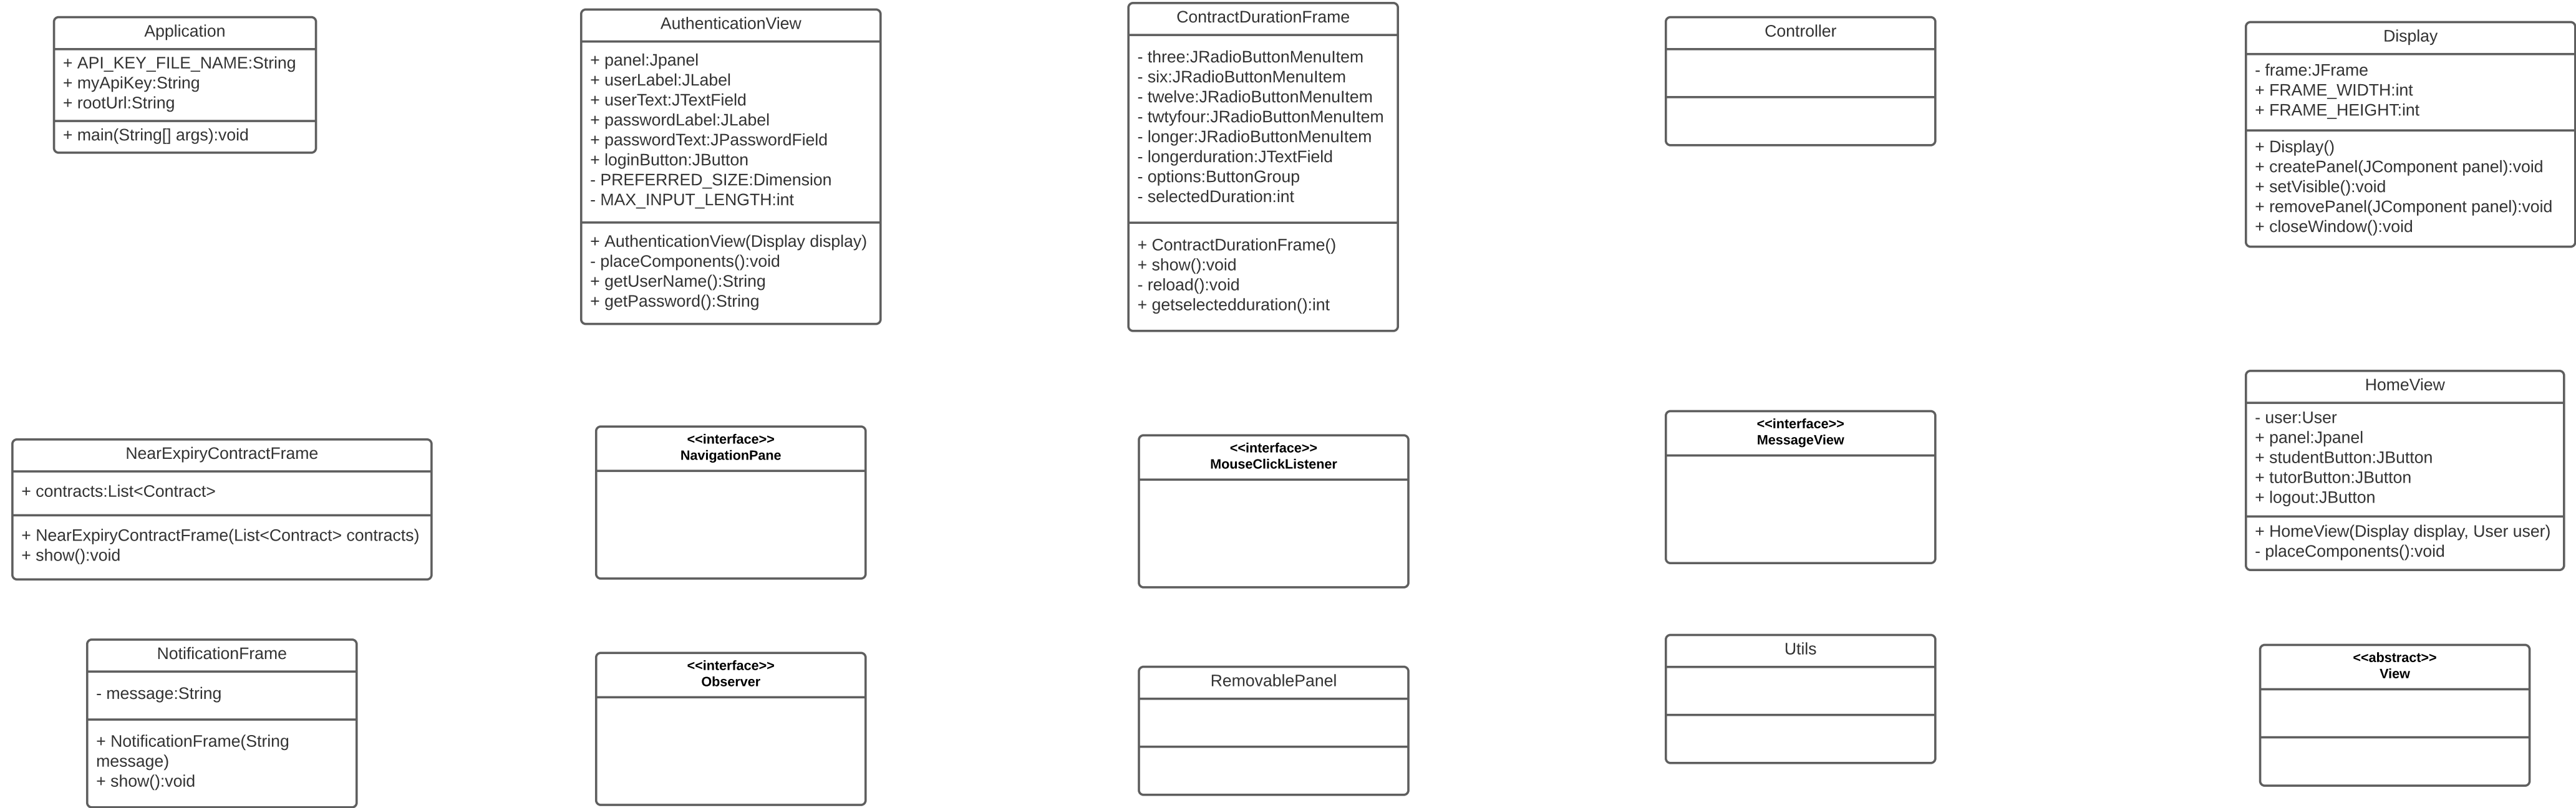 Application
+ API_KEY_FILE_NAME:String
+ myApiKey:String
+ rootUrl:String
+ main(String[] args):void
AuthenticationView
+ panel:Jpanel
+ userLabel:JLabel
+ userText:JTextField
+ passwordLabel:JLabel
+ passwordText:JPasswordField
+ loginButton:JButton
- PREFERRED_SIZE:Dimension
- MAX_INPUT_LENGTH:int
+ AuthenticationView(Display display)
- placeComponents():void
+ getUserName():String
+ getPassword():String
ContractDurationFrame
- three:JRadioButtonMenuItem
- six:JRadioButtonMenuItem
- twelve:JRadioButtonMenuItem
- twtyfour:JRadioButtonMenuItem
- longer:JRadioButtonMenuItem
- longerduration:JTextField
- options:ButtonGroup
- selectedDuration:int
+ ContractDurationFrame()
+ show():void
- reload():void
+ getselectedduration():int
Controller
Display
- frame:JFrame
+ FRAME_WIDTH:int
+ FRAME_HEIGHT:int
+ Display()
+ createPanel(JComponent panel):void
+ setVisible():void
+ removePanel(JComponent panel):void
+ closeWindow():void
NearExpiryContractFrame
+ contracts:List<Contract>
+ NearExpiryContractFrame(List<Contract> contracts)
+ show():void
<<interface>>
NavigationPane
<<interface>>
MouseClickListener
<<interface>>
MessageView
HomeView
- user:User
+ panel:Jpanel
+ studentButton:JButton
+ tutorButton:JButton
+ logout:JButton
+ HomeView(Display display, User user)
- placeComponents():void
NotificationFrame
- message:String
+ NotificationFrame(String
message)
+ show():void
<<interface>>
Observer
RemovablePanel
Utils
<<abstract>>
View